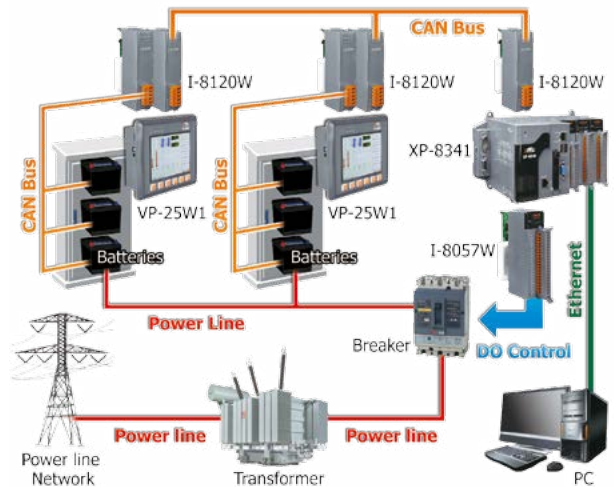 CAN Bus
I-8120W
I-8120W
I-8120W
XP-8341
CAN Bus
VP-25W1
CAN Bus
VP-25W1
Batteries
Batteries
I-8057W
Ethernet
Power Line
Breaker
DO Control
Power line
Power line
Power line
Network
Transformer
PC